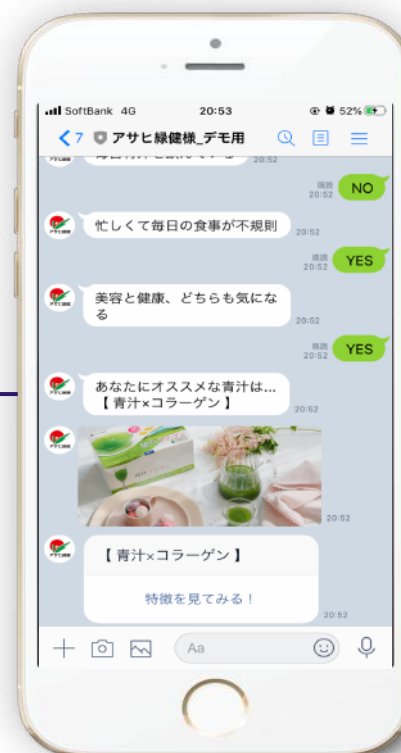 SoftBank 4G 20:53 52%
7 アサヒ緑健様_デモ用
20:52
既読
20:52 NO
忙しくて毎日の食事が不規則
20:52
既読
20:52 YES
美容と健康、どちらも気にな
る
20:52
既読
20:52 YES
あなたにオススメな青汁は...
【 青汁×コラーゲン 】
20:52
20:52
【 青汁×コラーゲン 】
特徴を見てみる！
20:52
Aa